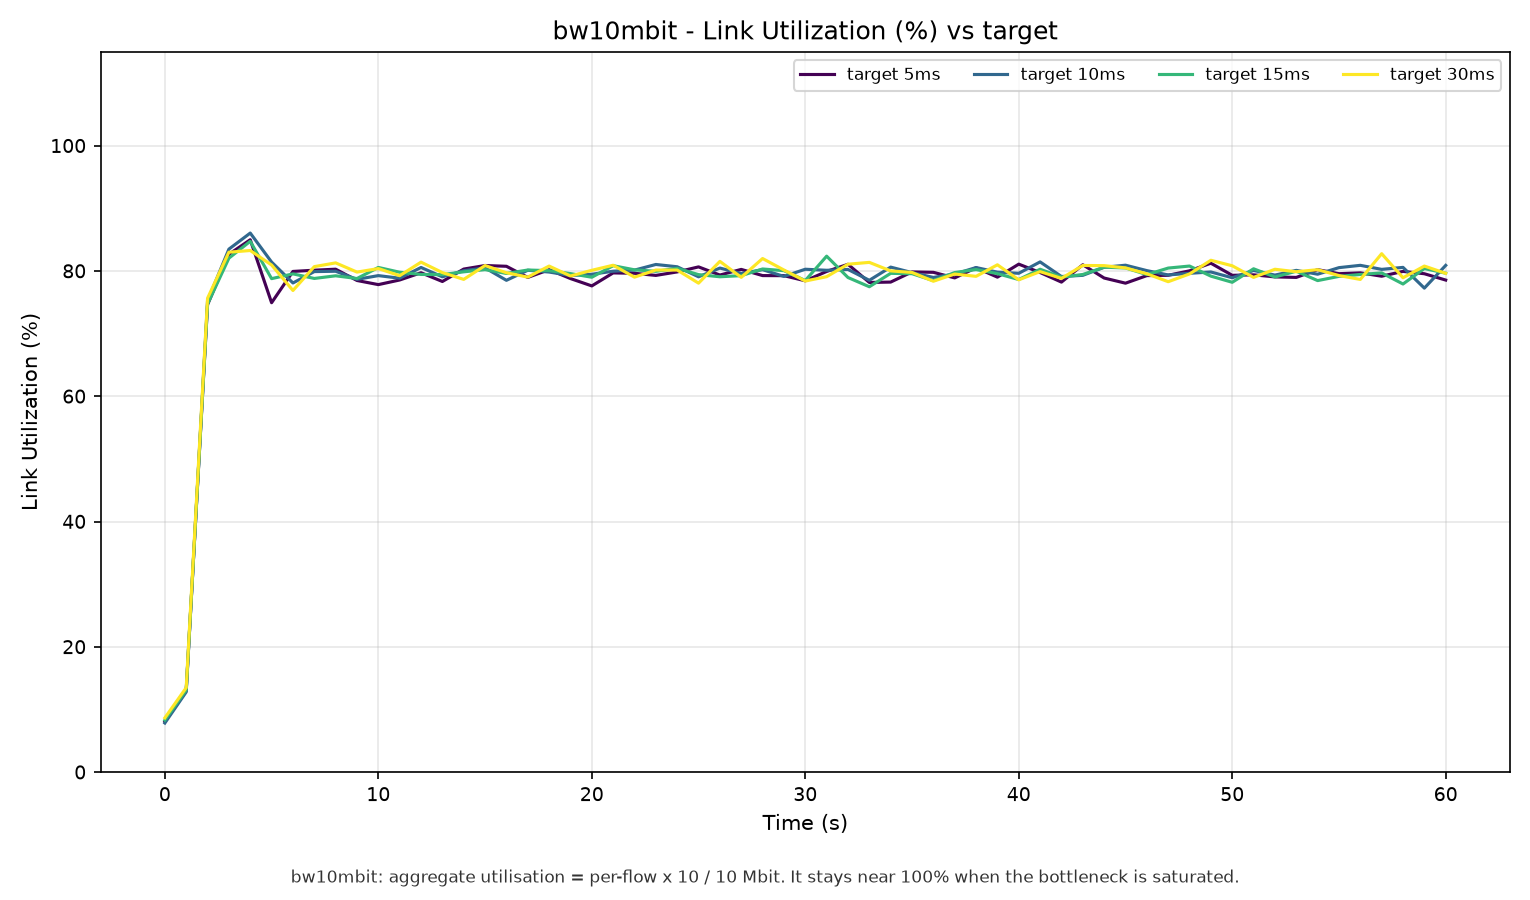 bw10mbit - Link Utilization (%) vs target
target 5ms target 10ms target 15ms target 30ms
Link Utilization (%)
100
80
60
40
20
0
0 10 20 30 40 50 60
Time (s)
bw10mbit: aggregate utilisation = per-flow x 10 / 10 Mbit. It stays near 100% when the bottleneck is saturated.